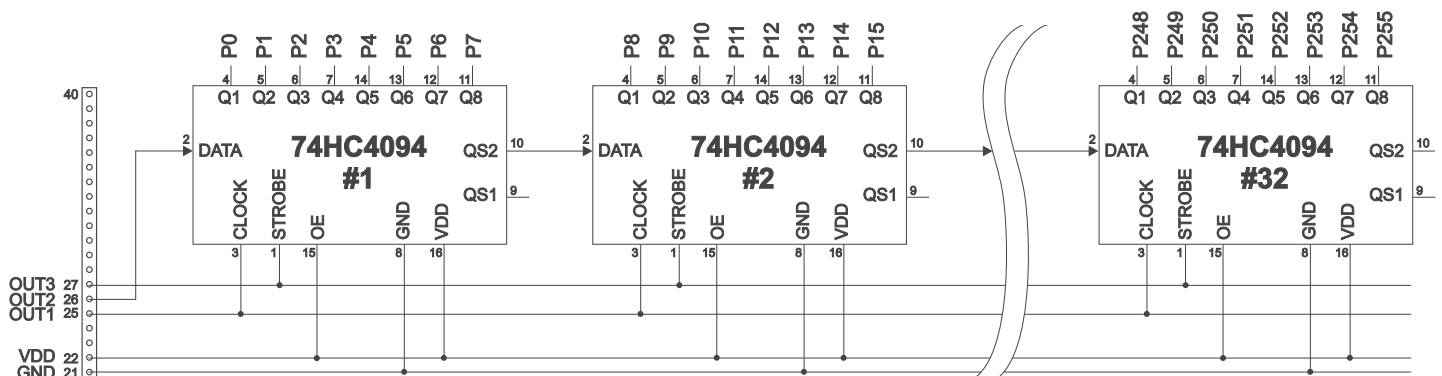 P0 P1 P2 P3 P4 P5 P6 P7 P8 P9 P10 P11 P12 P13 P14 P15 P248 P249 P250 P251 P252 P253 P254 P255
4 5 6 7 14 13 12 11 4 5 6 7 14 13 12 11 4 5 6 7 14 13 12 11
40 Q1 Q2 Q3 Q4 Q5 Q6 Q7 Q8 Q1 Q2 Q3 Q4 Q5 Q6 Q7 Q8 Q1 Q2 Q3 Q4 Q5 Q6 Q7 Q8
2 DATA 74HC4094 QS2 10 2 DATA 74HC4094 QS2 10 2 DATA 74HC4094 QS2 10
#1 #2 #32
QS1 9 QS1 9 QS1 9
CLOCK STROBE OE GND VDD CLOCK STROBE OE GND VDD CLOCK STROBE OE GND VDD
3 1 15 8 16 3 1 15 8 16 3 1 15 8 16
OUT3 27
OUT2 26
OUT1 25
VDD 22
GND 21